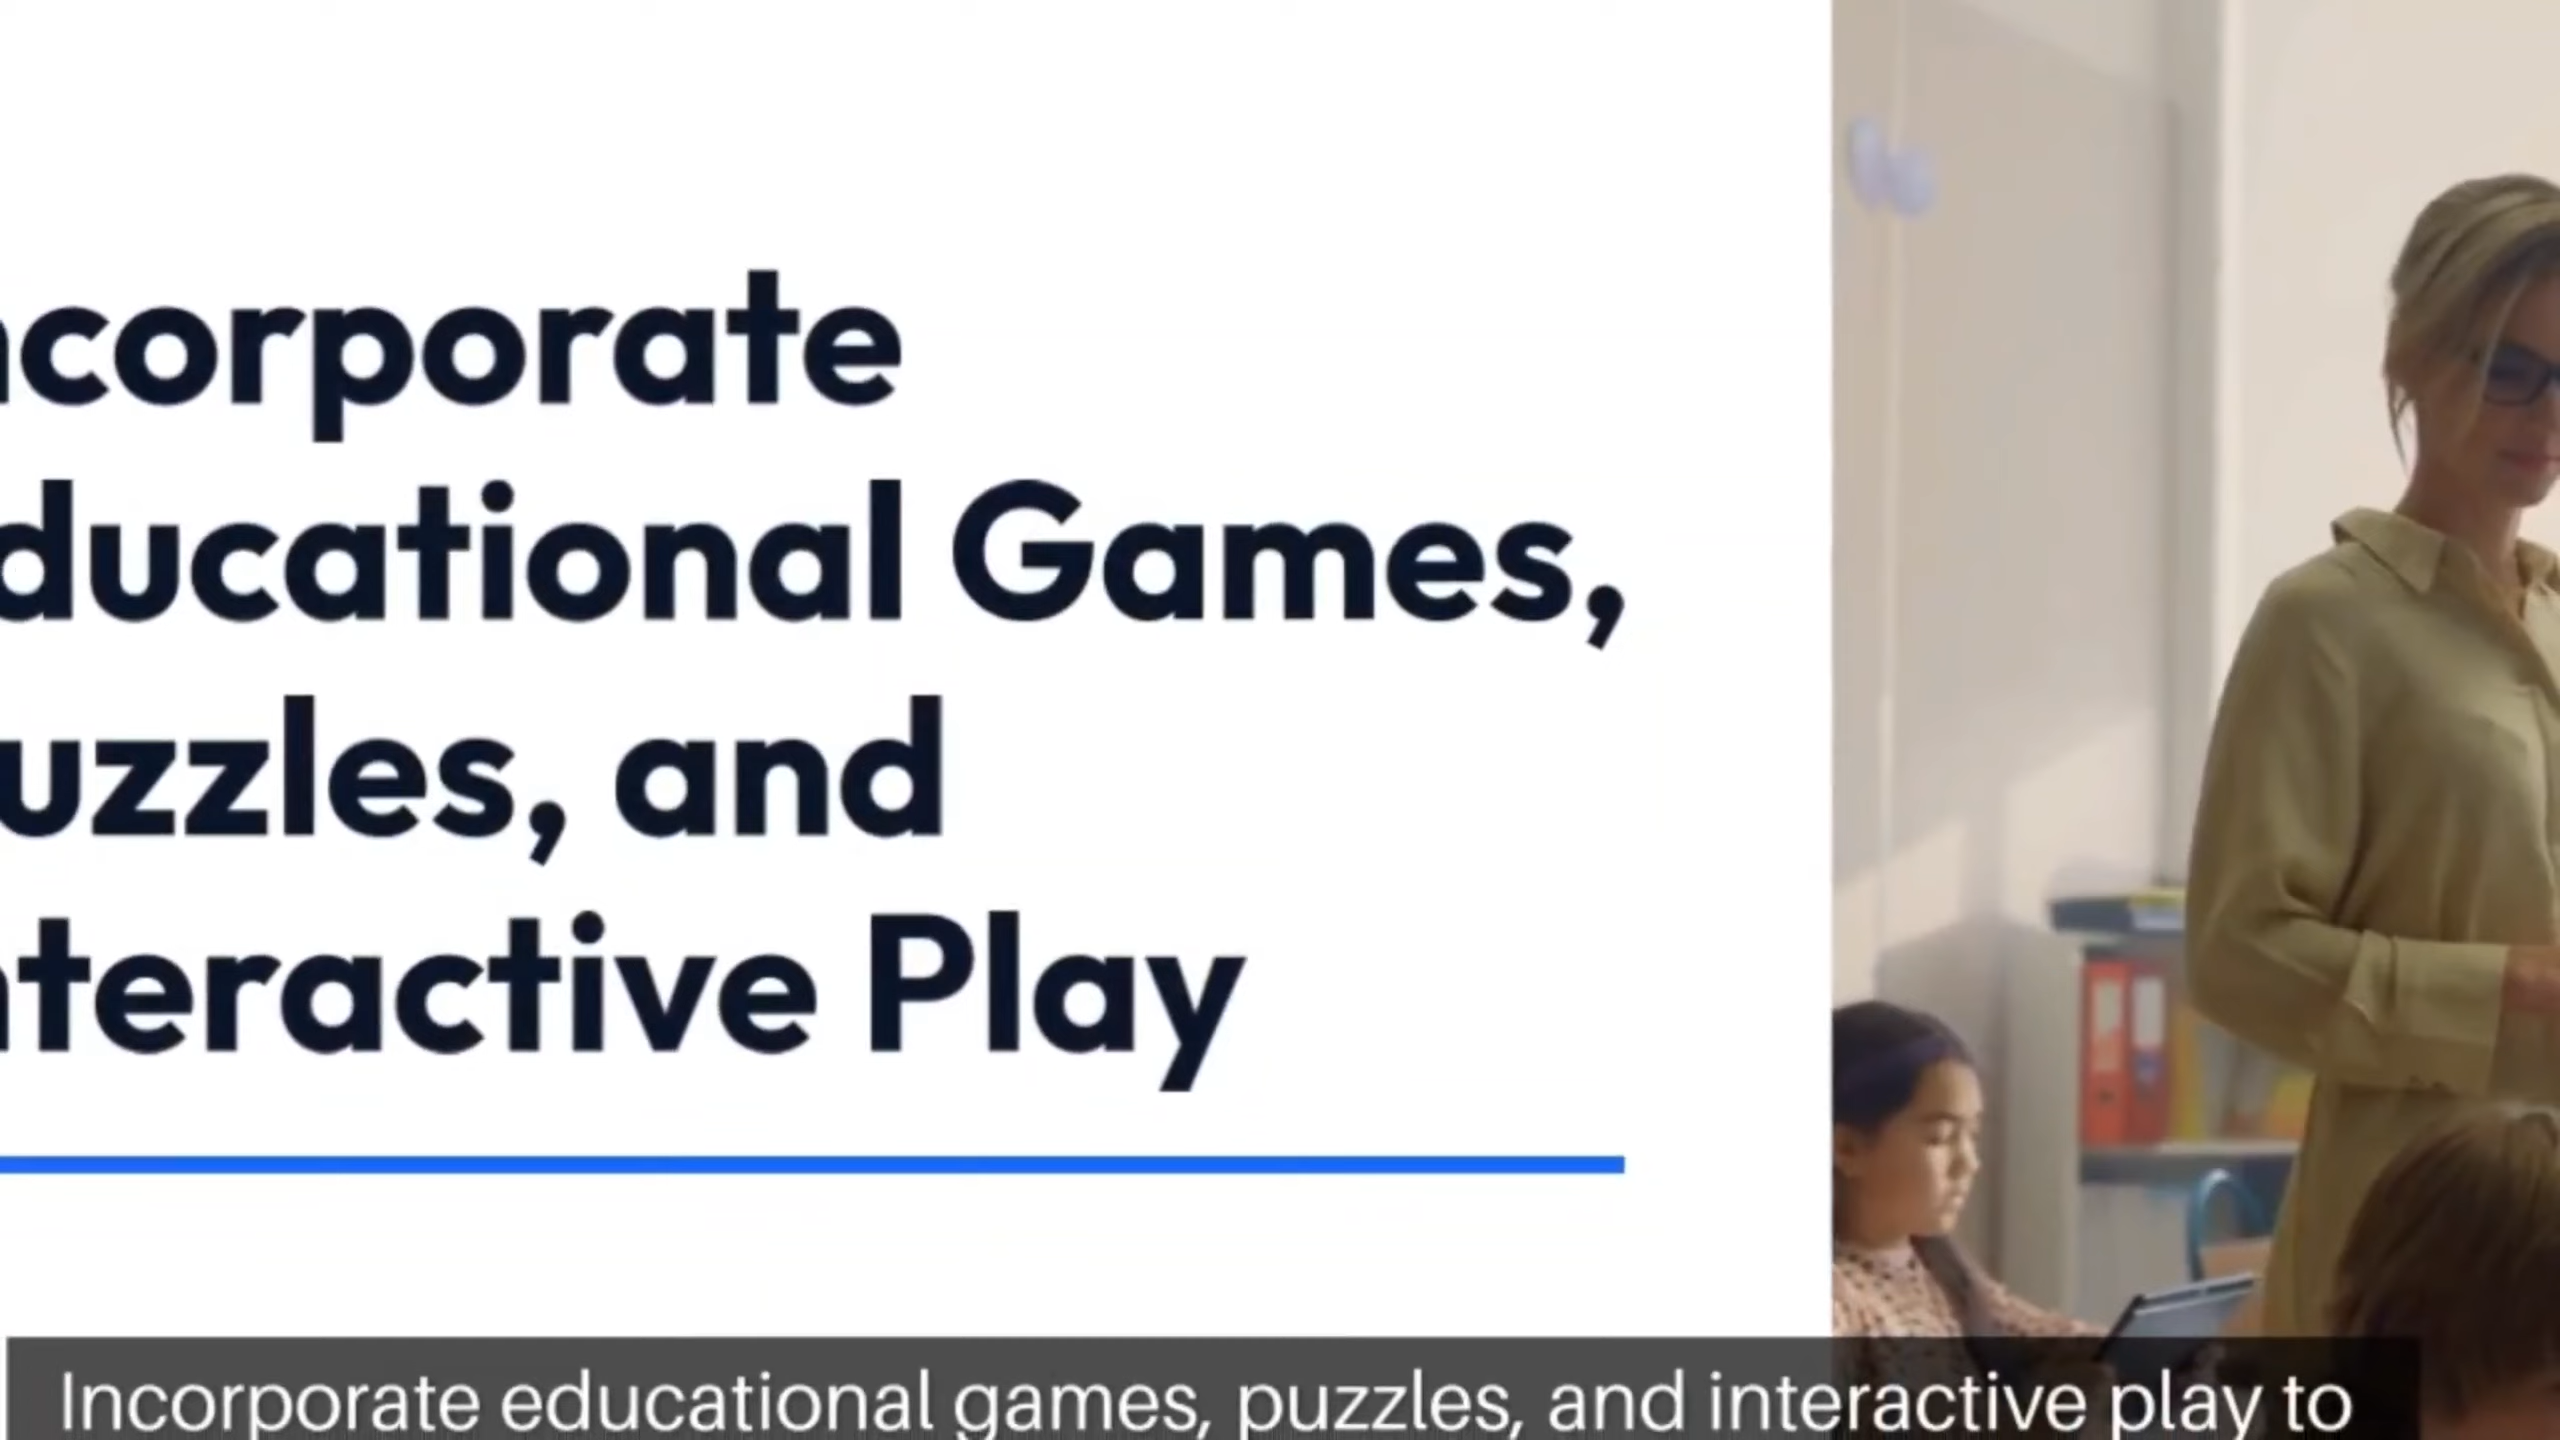 ncorporate
ducational Games,
uzzles, and
nteractive Play
Incorporate educational games, puzzles, and interactive play to